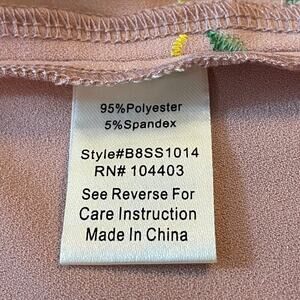 95%Polyester
5%Spandex
Style#B8SS1014
RN# 104403
See Reverse For
Care Instruction
Made In China